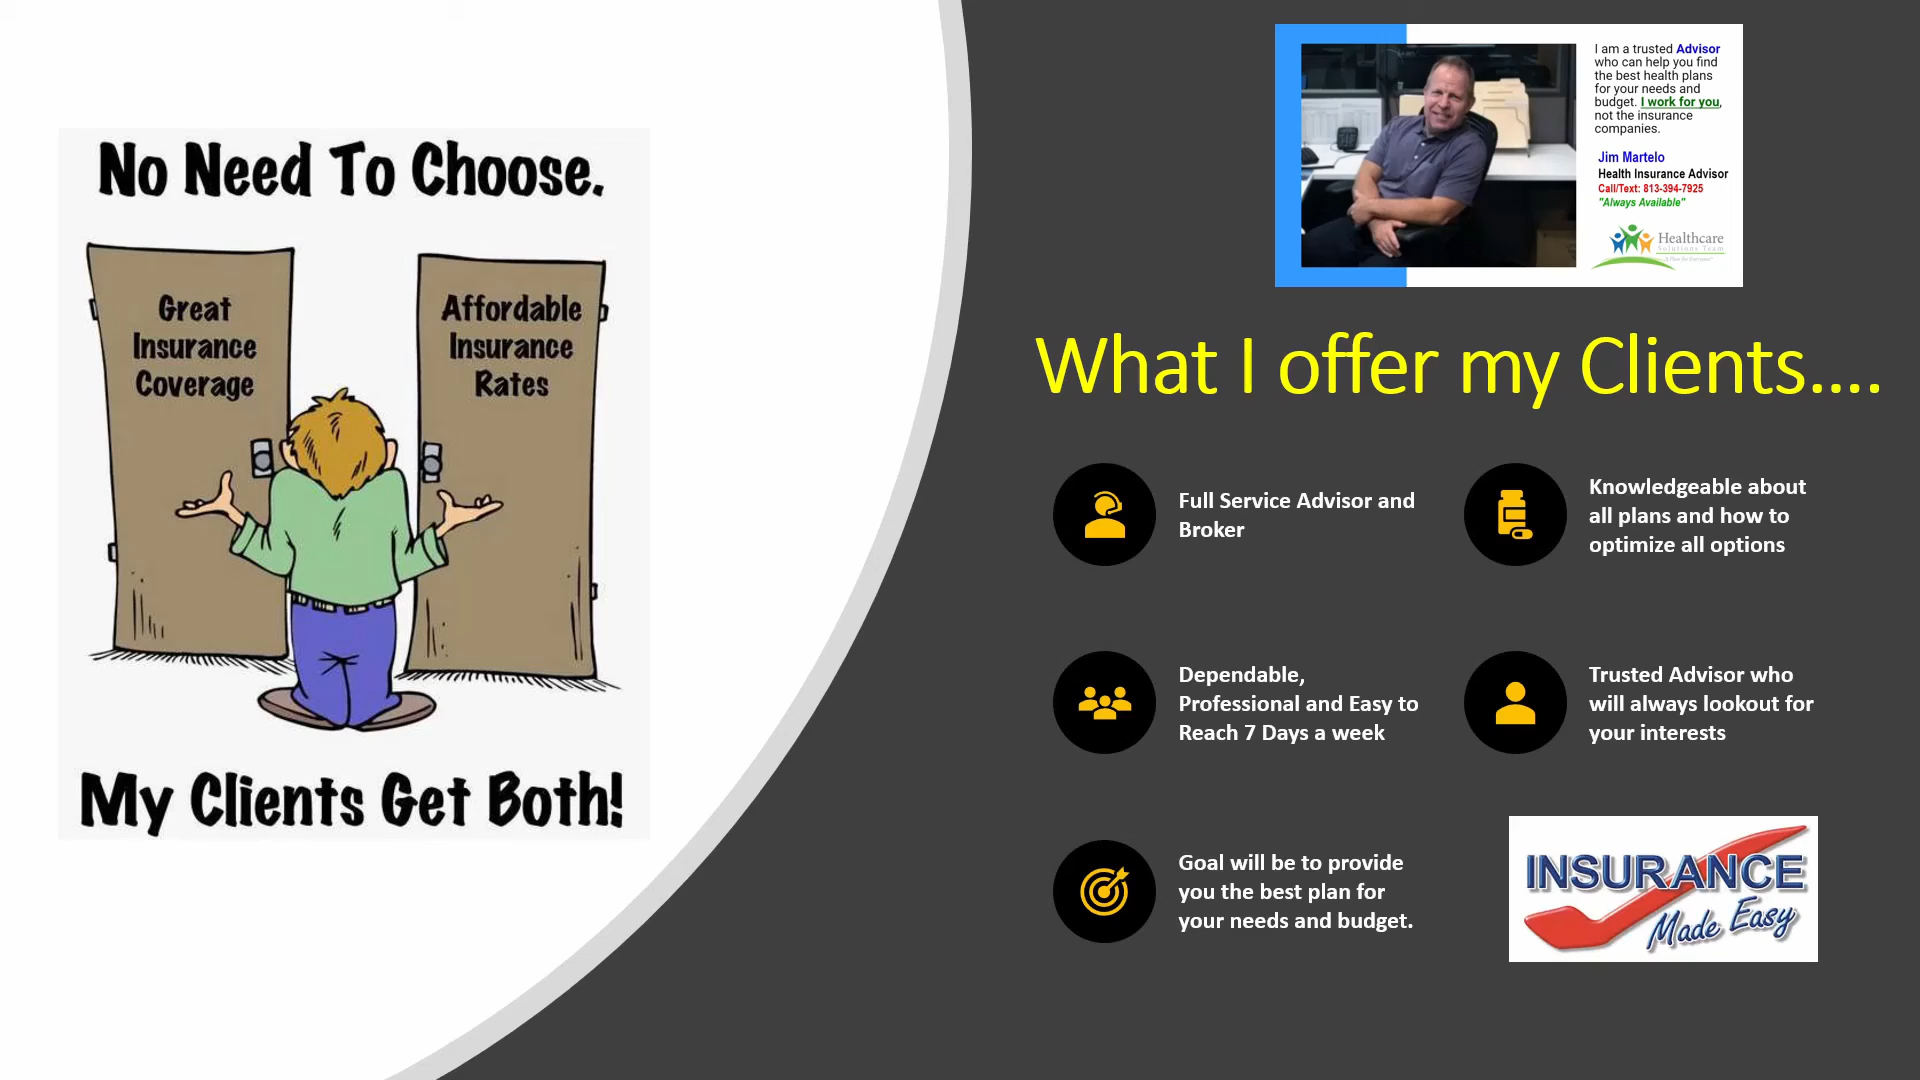 No Need To Choose.
Great
Insurance
Coverage
Affordable
Insurance
Rates
My Clients Get Both!
I am a trusted Advisor
who can help you find
the best health plans
for your needs and
budget. I work for you,
not the insurance
companies.
Jim Martelo
Health Insurance Advisor
Call/Text: 813-394-7925
"Always Available"
Healthcare
Solutions Team
"A Plan for Everyone"
What I offer my Clients....
Full Service Advisor and
Broker
Knowledgeable about
all plans and how to
optimize all options
Dependable,
Professional and Easy to
Reach 7 Days a week
Trusted Advisor who
will always lookout for
your interests
Goal will be to provide
you the best plan for
your needs and budget.
INSURANCE
Made Easy